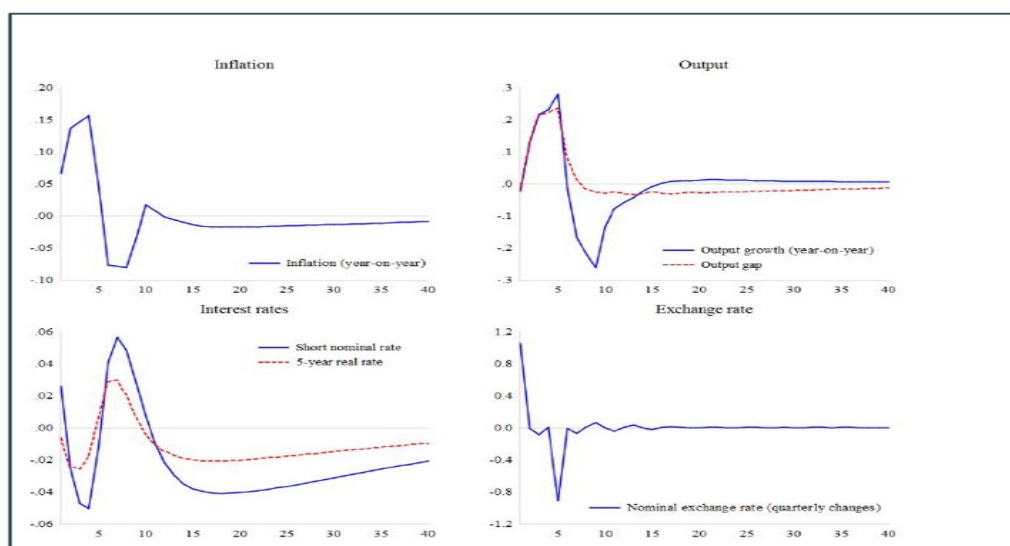 Inflation
.20
.15
.10
.05
.00
-.05
-.10
Inflation (year-on-year)
5 10 15 20 25 30 35 40
Output
.3
.2
.1
.0
-.1
-.2
-.3
Output growth (year-on-year)
Output gap
5 10 15 20 25 30 35 40
Interest rates
.06
.04
.02
.00
-.02
-.04
-.06
Short nominal rate
5-year real rate
5 10 15 20 25 30 35 40
Exchange rate
1.2
0.8
0.4
0.0
-0.4
-0.8
-1.2
Nominal exchange rate (quarterly changes)
5 10 15 20 25 30 35 40